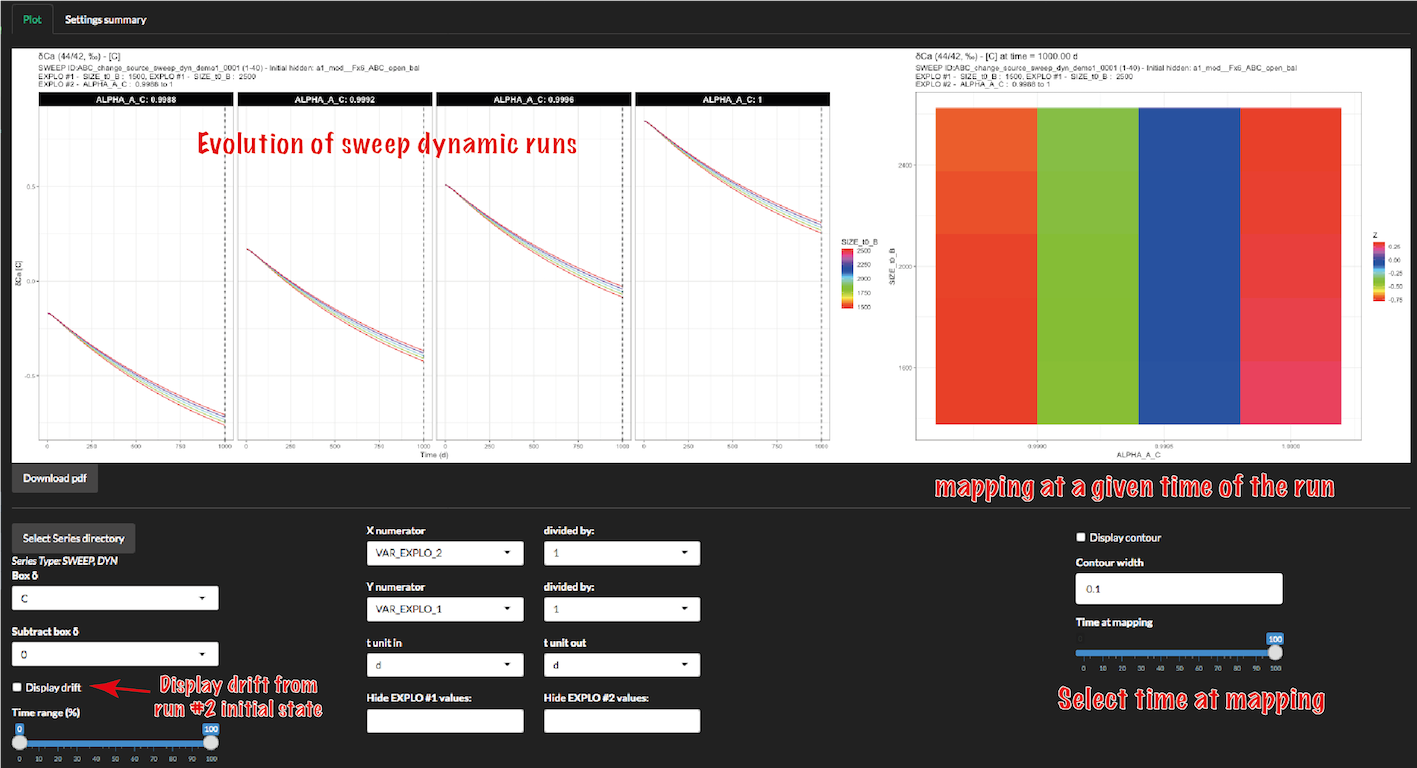 Plot
Settings summary
δCa (44/42, ‰) - [C]
SWEEP ID:ABC_change_source_sweep_dyn_demo1_0001 (1-40) - Initial hidden: a1_mod__Fx6_ABC_open_bal
EXPLO #1 - SIZE_t0_B : 1500, EXPLO #1 - SIZE_t0_B : 2500
EXPLO #2 - ALPHA_A_C : 0.9988 to 1
ALPHA_A_C: 0.9988
ALPHA_A_C: 0.9992
ALPHA_A_C: 0.9996
ALPHA_A_C: 1
Evolution of sweep dynamic runs
δCa [C]
0.5
0.0
-0.5
0 250 500 750 1000
0 250 500 750 1000
0 250 500 750 1000
0 250 500 750 1000
Time (d)
SIZE_t0_B
2500
2250
2000
1750
1500
δCa (44/42, ‰) - [C] at time = 1000.00 d
SWEEP ID:ABC_change_source_sweep_dyn_demo1_0001 (1-40) - Initial hidden: a1_mod__Fx6_ABC_open_bal
EXPLO #1 - SIZE_t0_B : 1500, EXPLO #1 - SIZE_t0_B : 2500
EXPLO #2 - ALPHA_A_C : 0.9988 to 1
SIZE_t0_B
2400
2000
1600
0.9990 0.9995 1.0000
ALPHA_A_C
Z
0.25
0.00
-0.25
-0.50
-0.75
Download pdf
mapping at a given time of the run
Select Series directory
Series Type: SWEEP, DYN
Box δ
C
Subtract box δ
0
Display drift
Display drift from
run #2 initial state
Time range (%)
0 100
0 10 20 30 40 50 60 70 80 90 100
X numerator
VAR_EXPLO_2
divided by:
1
Y numerator
VAR_EXPLO_1
divided by:
1
t unit in
d
t unit out
d
Hide EXPLO #1 values:
Hide EXPLO #2 values:
Display contour
Contour width
0.1
Time at mapping
0 100
0 10 20 30 40 50 60 70 80 90 100
Select time at mapping